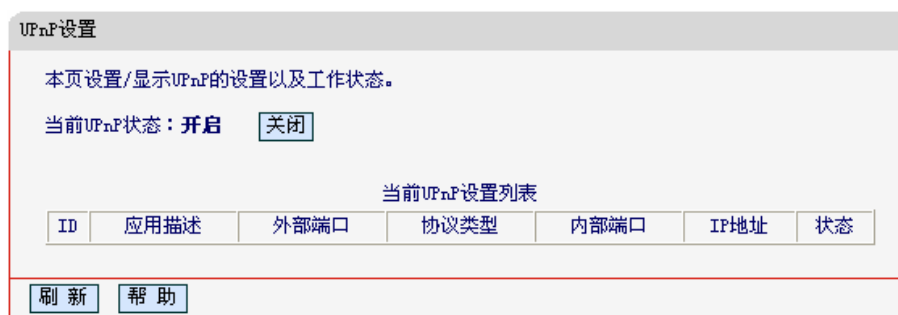 UPnP设置
本页设置/显示UPnP的设置以及工作状态。
当前UPnP状态：开启 关闭
当前UPnP设置列表
ID 应用描述 外部端口 协议类型 内部端口 IP地址 状态
刷 新 帮 助